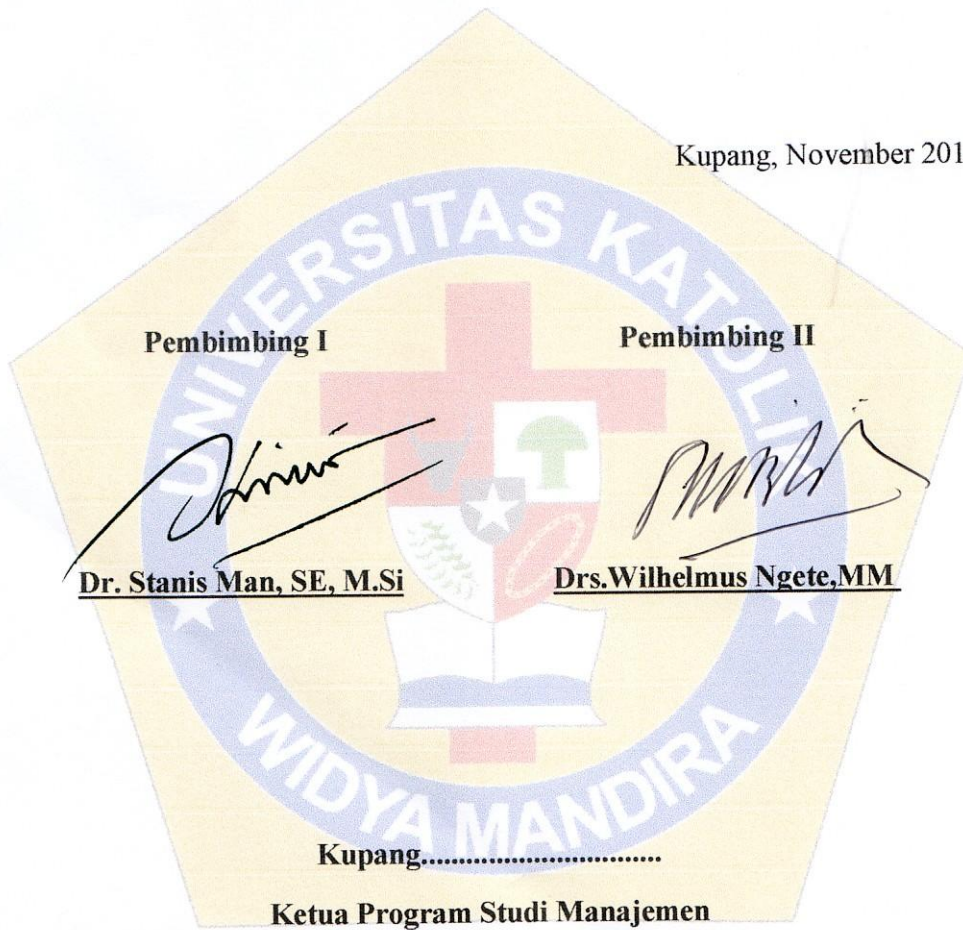 Kupang, November 201
UNIVERSITAS KATOLIK
Pembimbing I
Pembimbing II
Dr. Stanis Man, SE, M.Si
Drs.Wilhelmus Ngete,MM
WIDYA MANDIRA
Kupang..................................
Ketua Program Studi Manajemen